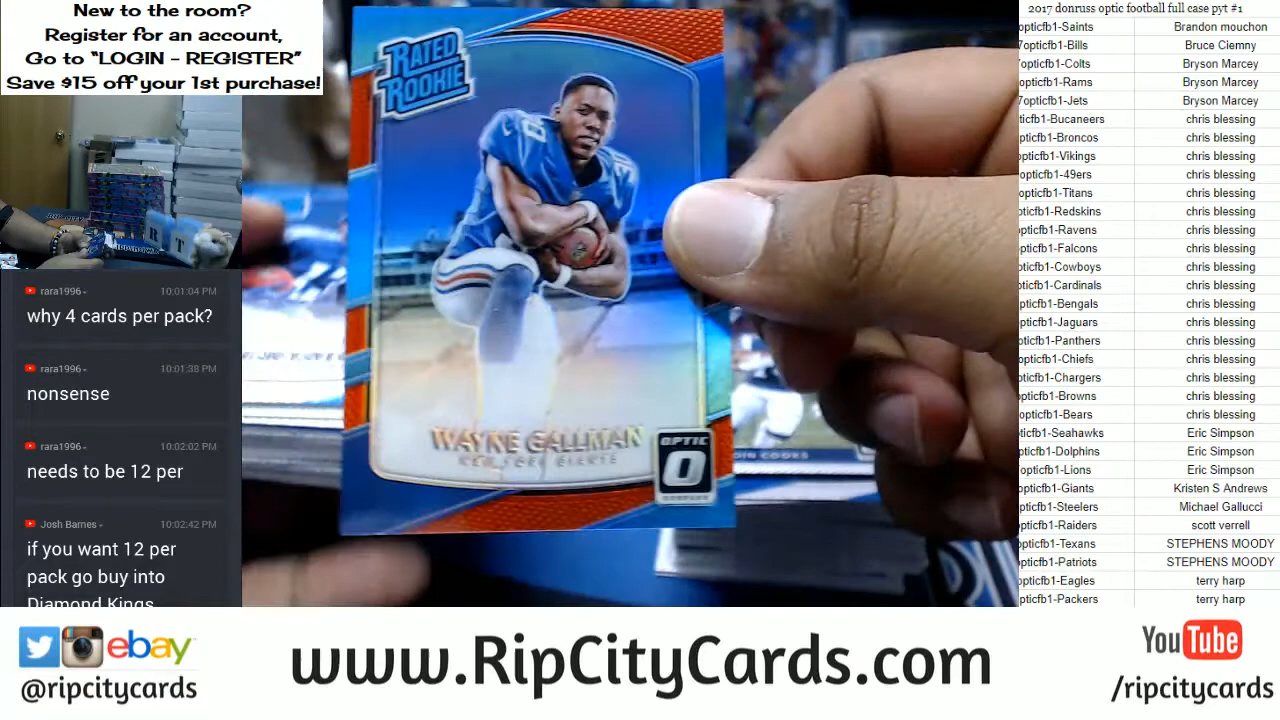 New to the room?
Register for an account,
Go to “LOGIN - REGISTER”
Save $15 off your 1st purchase!
rara1996 10:01:04 PM
why 4 cards per pack?
rara1996 10:01:38 PM
nonsense
rara1996 10:02:02 PM
needs to be 12 per
Josh Barnes 10:02:42 PM
if you want 12 per
pack go buy into
Diamond Kings
RATED
ROOKIE
WAYNE GALLMAN
NEW YORK GIANTS
OPTIC
O
DONRUSS
COOKS
2017 donruss optic football full case pyt #1
opticfb1-Saints Brandon mouchon
7opticfb1-Bills Bruce Ciemny
7opticfb1-Colts Bryson Marcey
opticfb1-Rams Bryson Marcey
7opticfb1-Jets Bryson Marcey
opticfb1-Bucaneers chris blessing
opticfb1-Broncos chris blessing
opticfb1-Vikings chris blessing
opticfb1-49ers chris blessing
opticfb1-Titans chris blessing
opticfb1-Redskins chris blessing
opticfb1-Ravens chris blessing
opticfb1-Falcons chris blessing
opticfb1-Cowboys chris blessing
opticfb1-Cardinals chris blessing
opticfb1-Bengals chris blessing
opticfb1-Jaguars chris blessing
opticfb1-Panthers chris blessing
opticfb1-Chiefs chris blessing
opticfb1-Chargers chris blessing
opticfb1-Browns chris blessing
opticfb1-Bears chris blessing
opticfb1-Seahawks Eric Simpson
opticfb1-Dolphins Eric Simpson
7opticfb1-Lions Eric Simpson
opticfb1-Giants Kristen S Andrews
opticfb1-Steelers Michael Gallucci
opticfb1-Raiders scott verrell
opticfb1-Texans STEPHENS MOODY
opticfb1-Patriots STEPHENS MOODY
opticfb1-Eagles terry harp
opticfb1-Packers terry harp
ebay
@ripcitycards
www.RipCityCards.com
YouTube
/ripcitycards